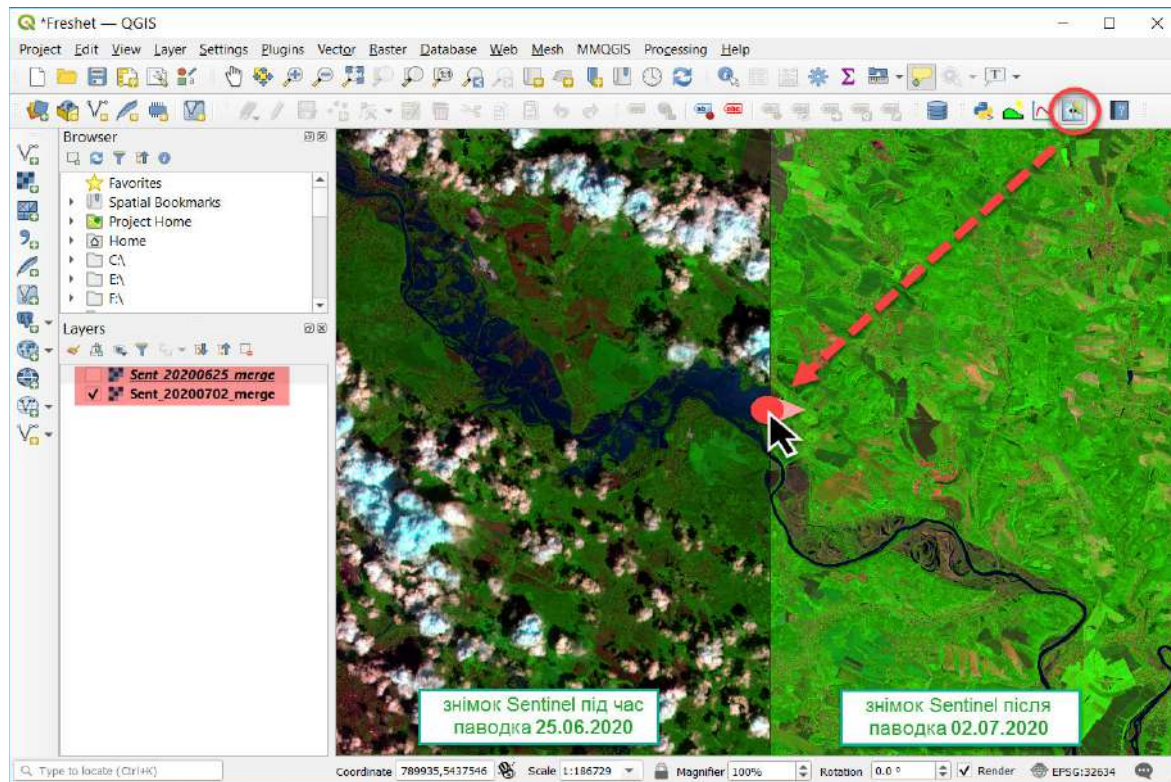 *Freshet — QGIS
Project Edit View Layer Settings Plugins Vector Raster Database Web Mesh MMQGIS Processing Help
Browser
Favorites
Spatial Bookmarks
Project Home
Home
C:\
E:\
F:\
Layers
Sent_20200625_merge
Sent_20200702_merge
знімок Sentinel під час
паводка 25.06.2020
знімок Sentinel після
паводка 02.07.2020
Type to locate (Ctrl+K) Coordinate 789935,5437546 Scale 1:186729 Magnifier 100% Rotation 0.0 ° Render EPSG:32634